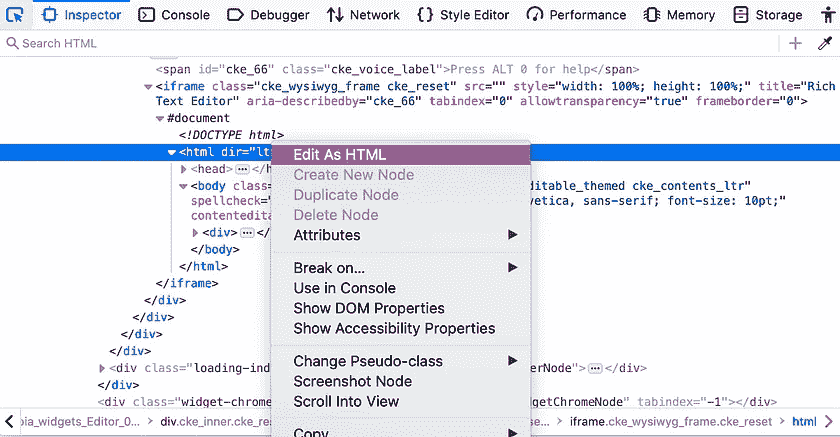 Inspector Console Debugger Network Style Editor Performance Memory Storage
Search HTML
<span id="cke_66" class="cke_voice_label">Press ALT 0 for help</span>
<iframe class="cke_wysiwyg_frame cke_reset" src="" style="width: 100%; height: 100%;" title="Rich
Text Editor" aria-describedby="cke_66" tabindex="0" allowtransparency="true" frameborder="0">
#document
<!DOCTYPE html>
<html dir="lt
Edit As HTML
<head> </h
Create New Node
<body class= ditable_themed cke_contents_ltr"
Duplicate Node
spellcheck=" vetica, sans-serif; font-size: 10pt;"
Delete Node
contentedita
Attributes
<div> </
</body>
Break on...
</html>
Use in Console
</iframe>
Show DOM Properties
</div>
Show Accessibility Properties
</div>
</div>
</div>
Change Pseudo-class
<div class="loading-ind erNode"> </div>
Screenshot Node
</div>
Scroll Into View
<div class="widget-chrome dgetChromeNode" tabindex="-1"></div>
pia_widgets_Editor_0... div.cke_inner.cke_res se... iframe.cke_wysiwyg_frame.cke_reset html
Copy